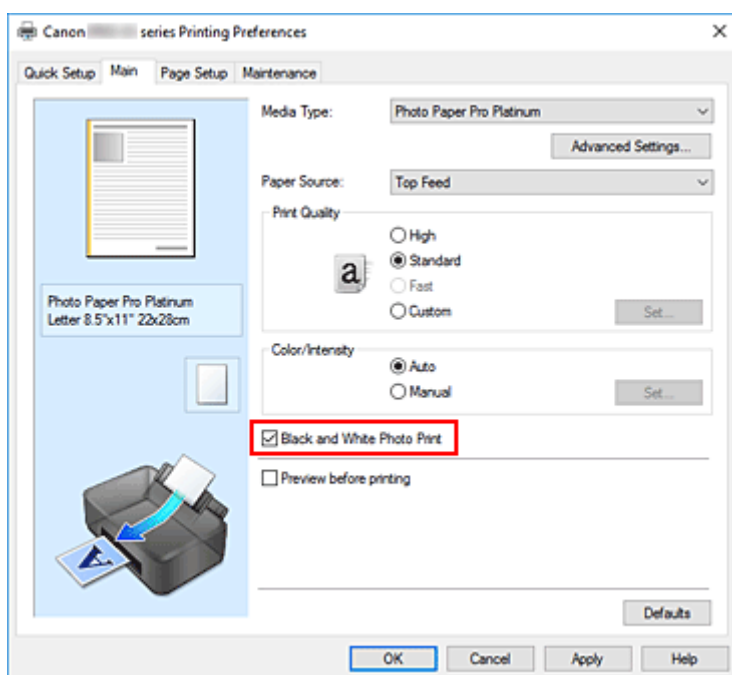 Canon series Printing Preferences
Quick Setup Main Page Setup Maintenance
Media Type: Photo Paper Pro Platinum
Advanced Settings...
Paper Source: Top Feed
Print Quality
High
a
Standard
Fast
Custom Set...
Photo Paper Pro Platinum
Letter 8.5"x11" 22x28cm
Color/Intensity
Auto
Manual Set...
Black and White Photo Print
Preview before printing
A
Defaults
OK Cancel Apply Help